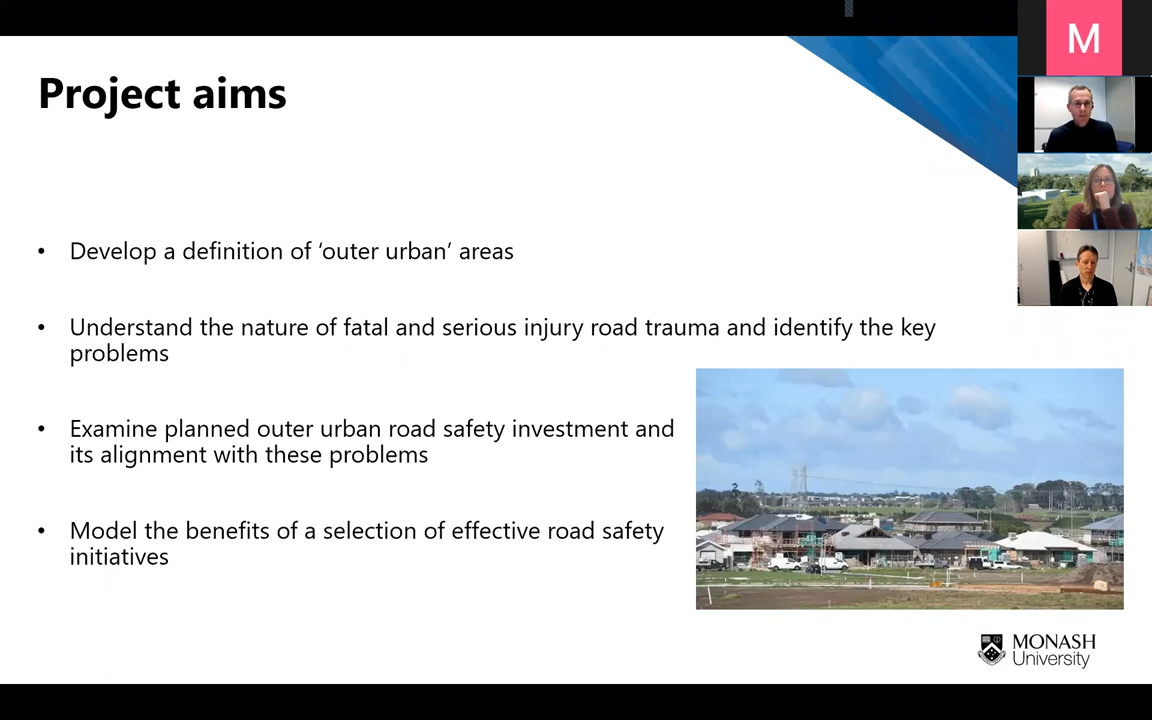 M
Project aims
• Develop a definition of ‘outer urban’ areas
• Understand the nature of fatal and serious injury road trauma and identify the key
problems
• Examine planned outer urban road safety investment and
its alignment with these problems
• Model the benefits of a selection of effective road safety
initiatives
MONASH
University